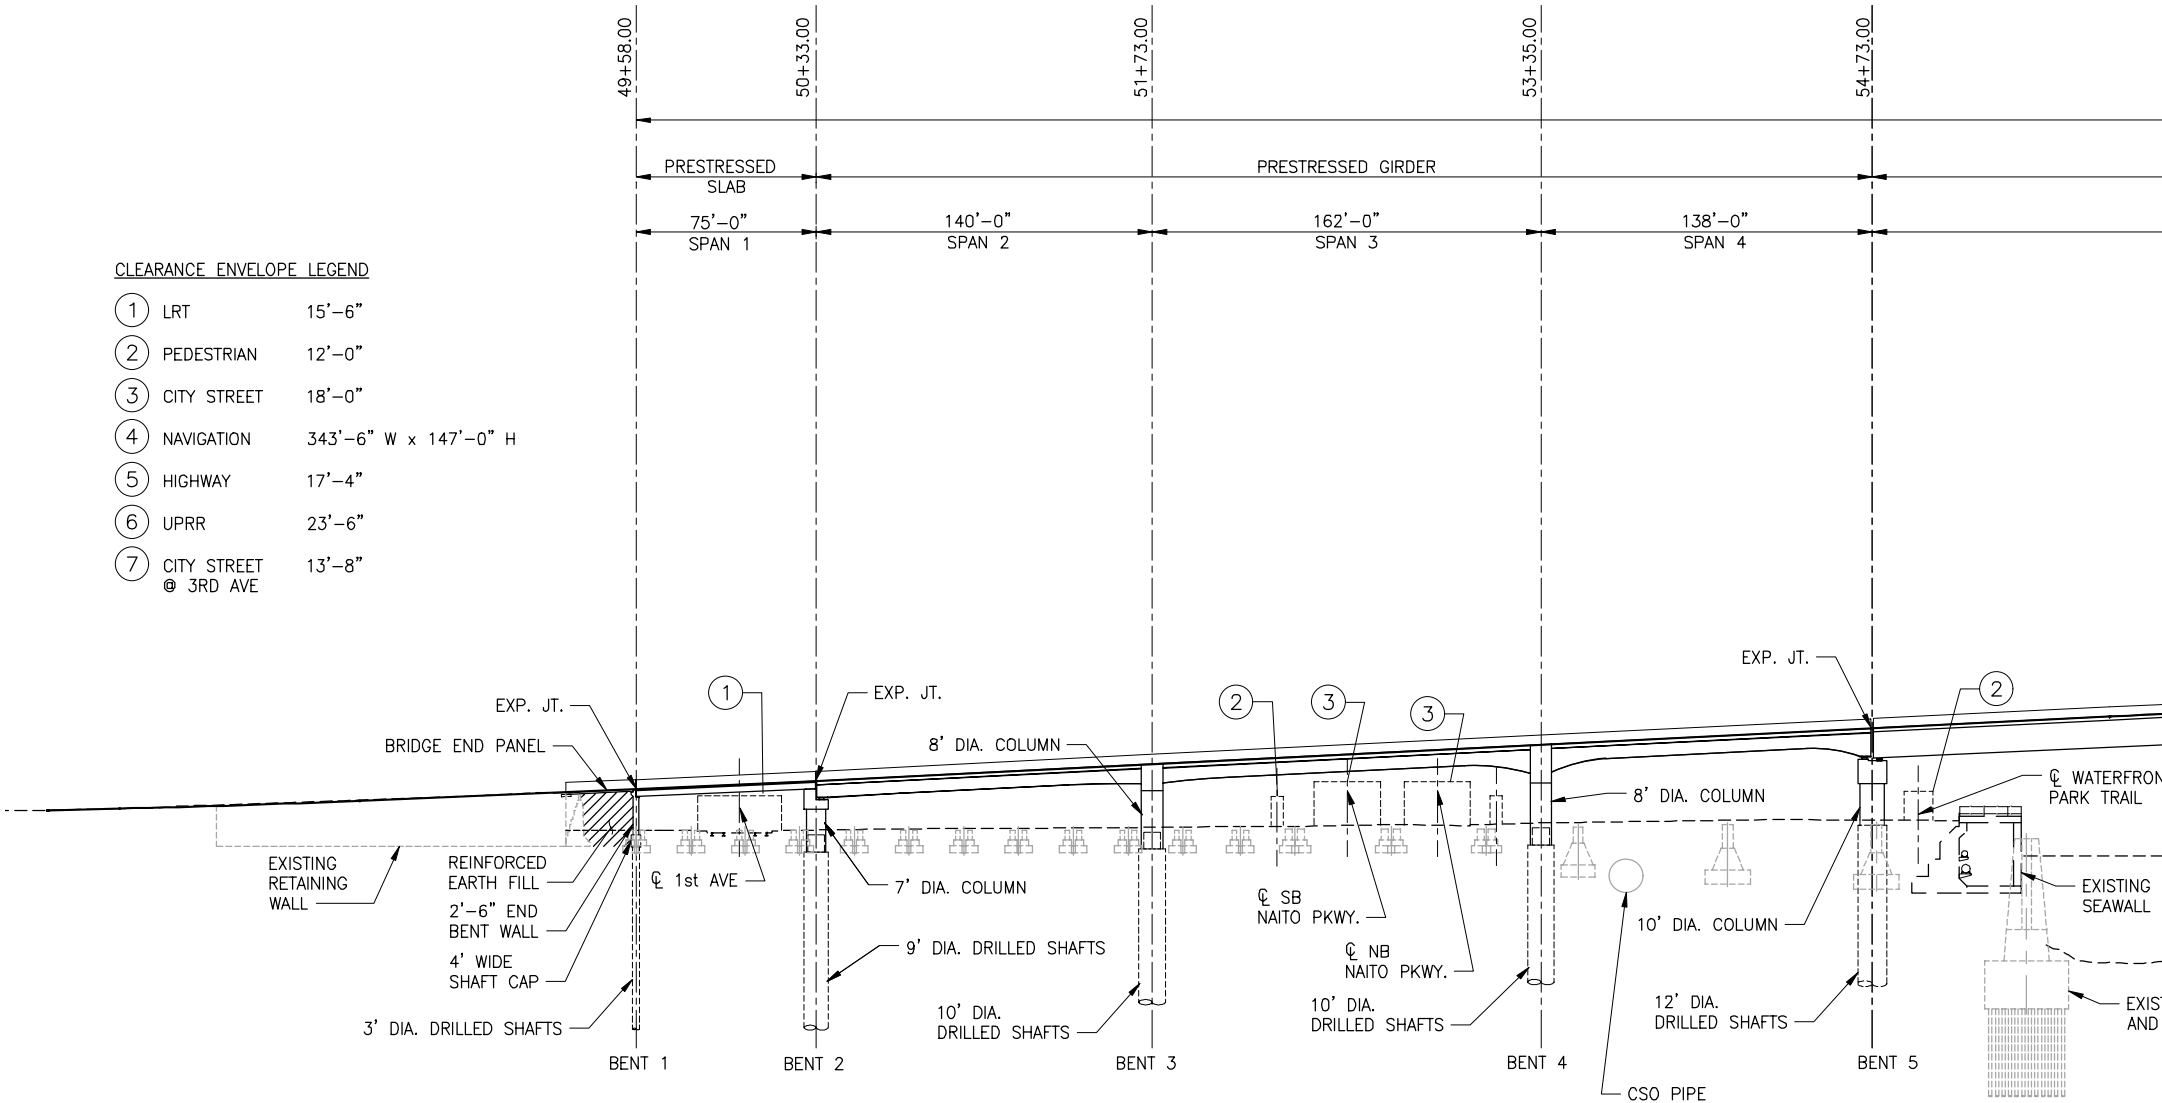 49+58.00
50+33.00
51+73.00
53+35.00
54+73.00
PRESTRESSED
SLAB
PRESTRESSED GIRDER
75'-0"
SPAN 1
140'-0"
SPAN 2
162'-0"
SPAN 3
138'-0"
SPAN 4
CLEARANCE ENVELOPE LEGEND
1 LRT 15'-6"
2 PEDESTRIAN 12'-0"
3 CITY STREET 18'-0"
4 NAVIGATION 343'-6" W x 147'-0" H
5 HIGHWAY 17'-4"
6 UPRR 23'-6"
7 CITY STREET 13'-8"
@ 3RD AVE
EXP. JT.
BRIDGE END PANEL
1
EXP. JT.
8' DIA. COLUMN
2
3
3
EXP. JT.
2
8' DIA. COLUMN
℄ WATERFRON
PARK TRAIL
EXISTING
RETAINING
WALL
REINFORCED
EARTH FILL
2'-6" END
BENT WALL
4' WIDE
SHAFT CAP
3' DIA. DRILLED SHAFTS
℄ 1st AVE
7' DIA. COLUMN
9' DIA. DRILLED SHAFTS
10' DIA.
DRILLED SHAFTS
℄ SB
NAITO PKWY.
℄ NB
NAITO PKWY.
10' DIA.
DRILLED SHAFTS
10' DIA. COLUMN
12' DIA.
DRILLED SHAFTS
EXISTING
SEAWALL
EXIS
AND
CSO PIPE
BENT 1
BENT 2
BENT 3
BENT 4
BENT 5